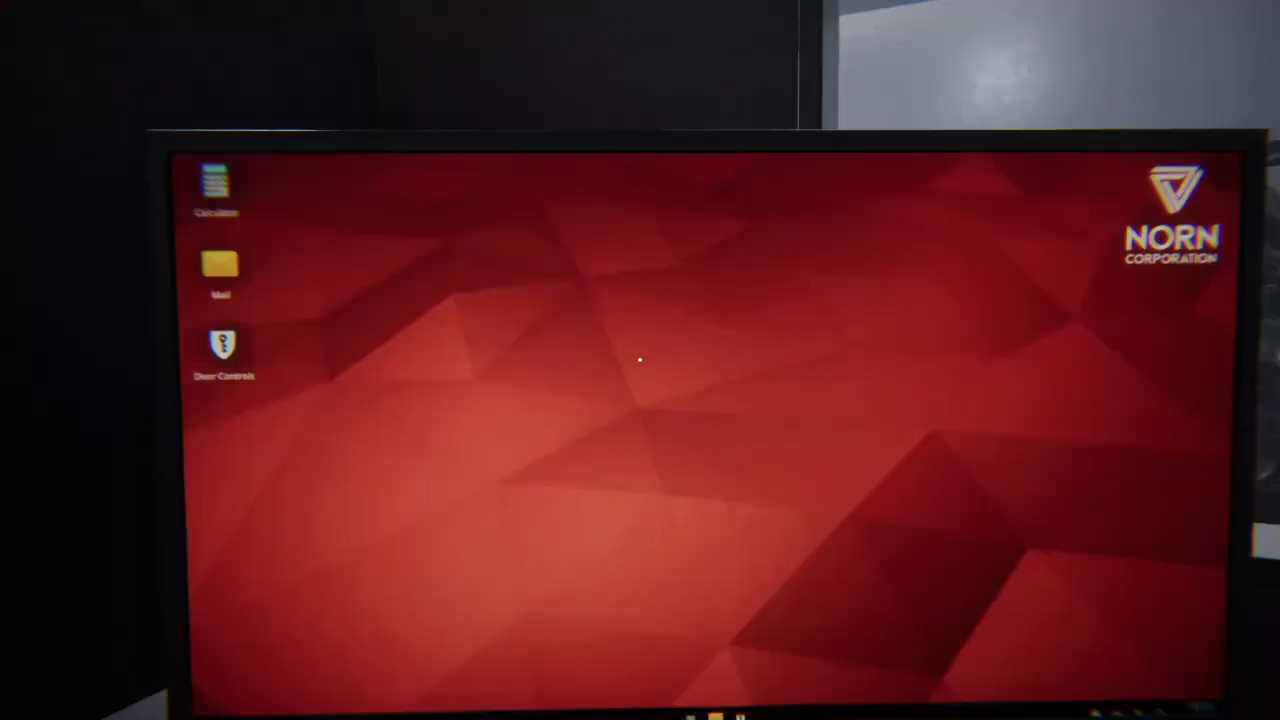 Calculator
Mail
Door Controls
NORN
CORPORATION